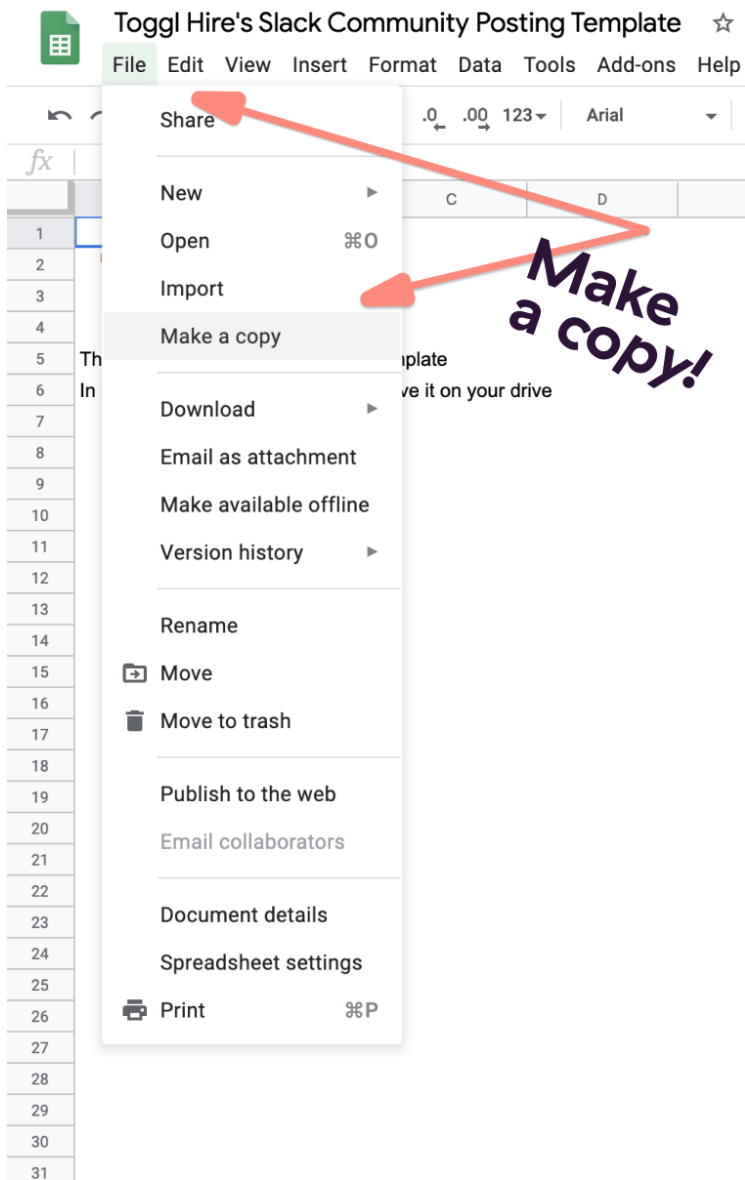 Toggl Hire's Slack Community Posting Template
File Edit View Insert Format Data Tools Add-ons Help
.0 .00 123 Arial
fx
C D
Share
New
Open ⌘O
Import
Make a copy
Download
Email as attachment
Make available offline
Version history
Rename
Move
Move to trash
Publish to the web
Email collaborators
Document details
Spreadsheet settings
Print ⌘P
Make
a copy!
1
2
3
4
5 Th plate
6 In ve it on your drive
7
8
9
10
11
12
13
14
15
16
17
18
19
20
21
22
23
24
25
26
27
28
29
30
31